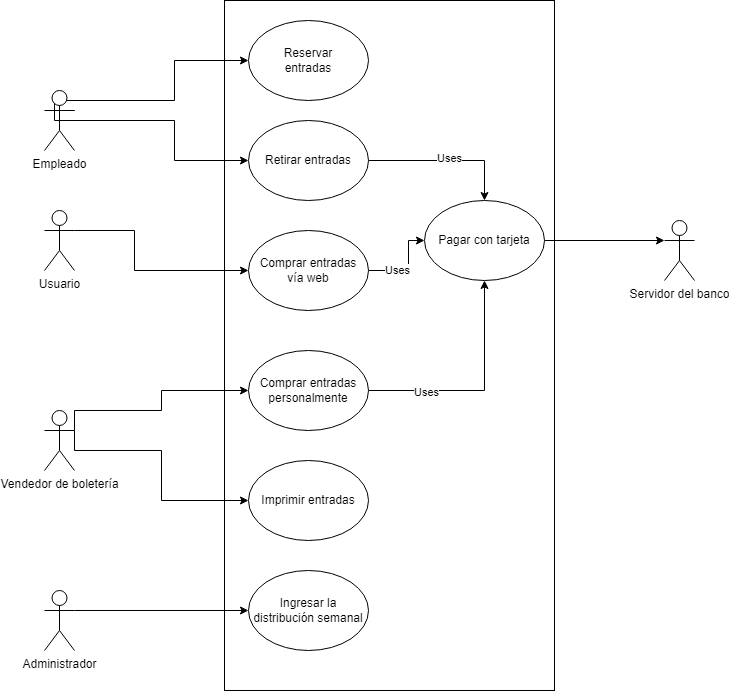 Reservar
entradas
Empleado
Retirar entradas
Uses
Usuario
Comprar entradas
vía web
Uses
Pagar con tarjeta
Servidor del banco
Comprar entradas
personalmente
Uses
Vendedor de boletería
Imprimir entradas
Ingresar la
distribución semanal
Administrador